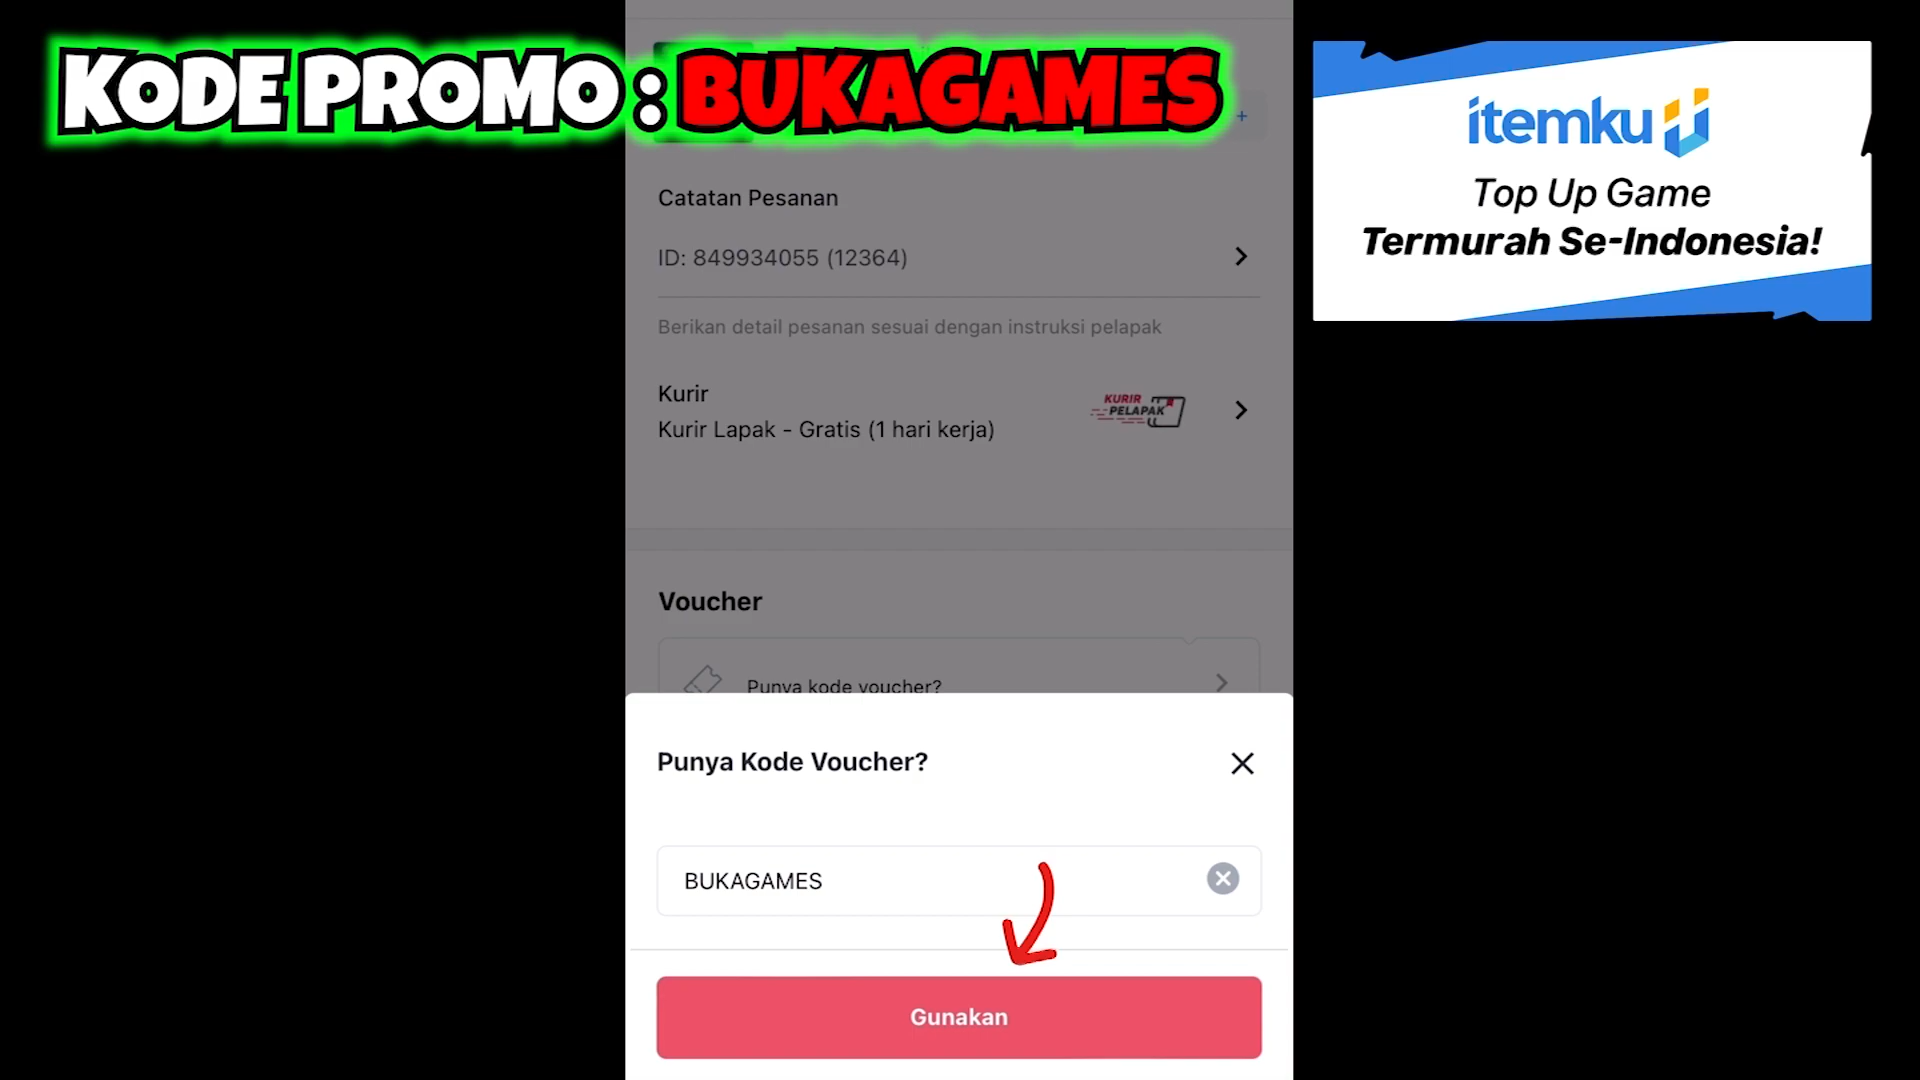 KODE PROMO : BUKAGAMES
itemku
Top Up Game
Termurah Se-Indonesia!
+
Catatan Pesanan
ID: 849934055 (12364)
Berikan detail pesanan sesuai dengan instruksi pelapak
Kurir
KURIR
PELAPAK
Kurir Lapak - Gratis (1 hari kerja)
Voucher
Punya kode voucher?
Punya Kode Voucher?
BUKAGAMES
Gunakan